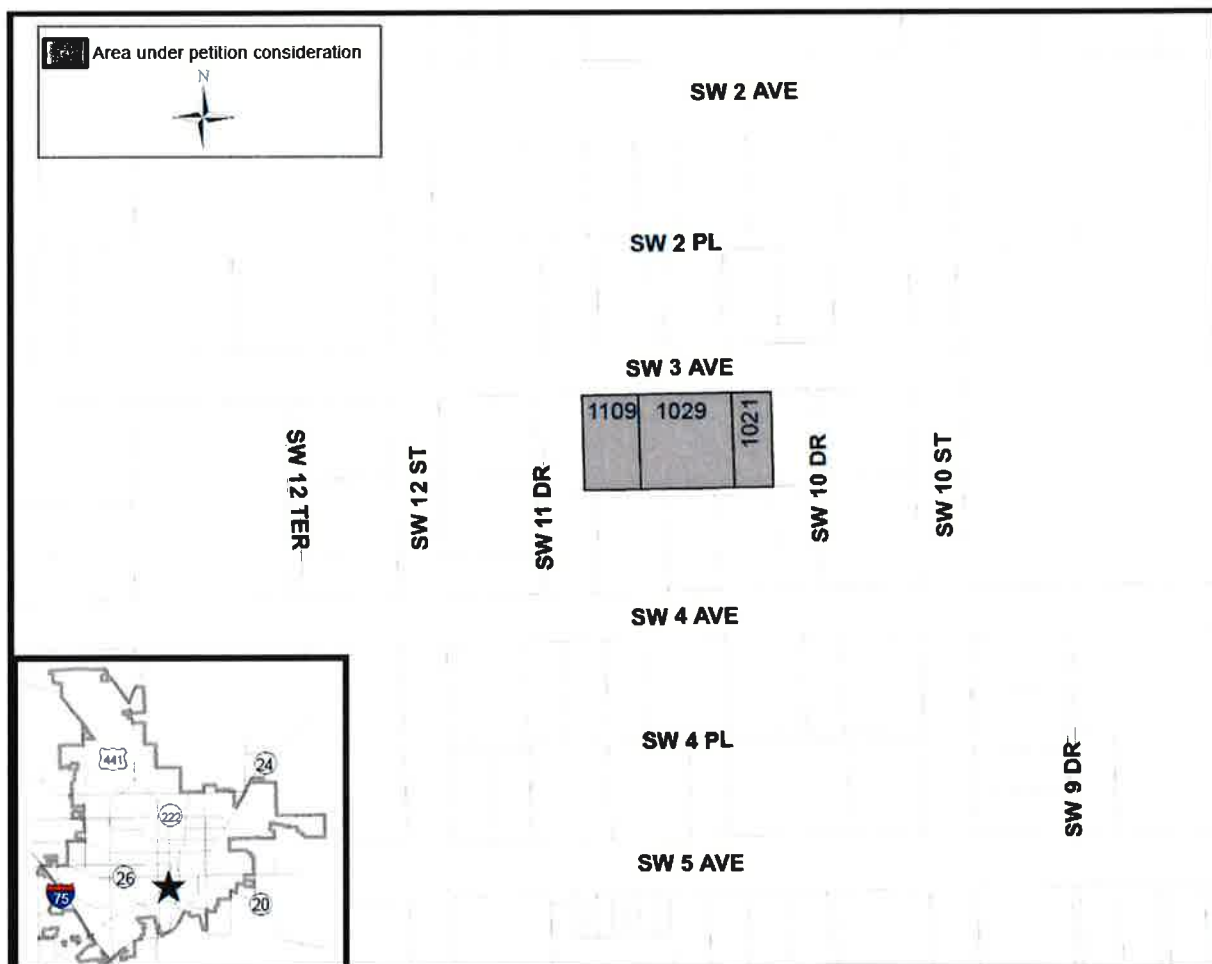 Area under petition consideration
N
SW 2 AVE
SW 2 PL
SW 3 AVE
1109 1029 1021
SW 12 TER
SW 12 ST
SW 11 DR
SW 10 DR
SW 10 ST
SW 4 AVE
SW 4 PL
SW 9 DR
SW 5 AVE
441
24
222
26
75
20